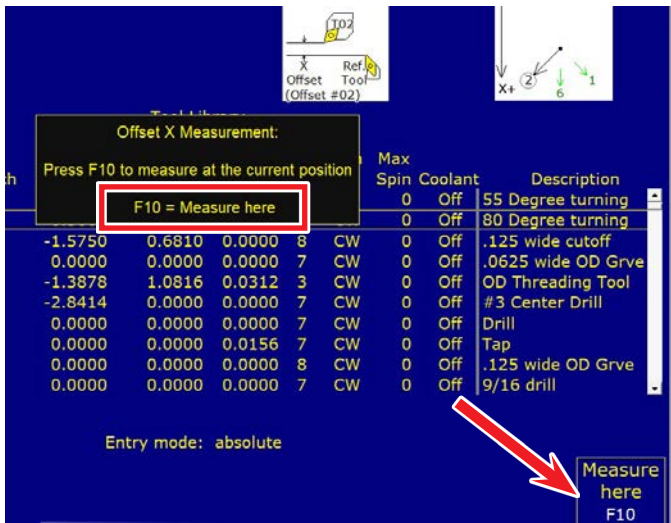 T02
X Ref.
Offset Tool
(Offset #02)
X+ 2 6 1
Offset X Measurement:
Press F10 to measure at the current position
F10 = Measure here
Max
Spin Coolant Description
0 Off 55 Degree turning
0 Off 80 Degree turning
-1.5750 0.6810 0.0000 8 CW 0 Off .125 wide cutoff
0.0000 0.0000 0.0000 7 CW 0 Off .0625 wide OD Grve
-1.3878 1.0816 0.0312 3 CW 0 Off OD Threading Tool
-2.8414 0.0000 0.0000 7 CW 0 Off #3 Center Drill
0.0000 0.0000 0.0000 7 CW 0 Off Drill
0.0000 0.0000 0.0156 7 CW 0 Off Tap
0.0000 0.0000 0.0000 8 CW 0 Off .125 wide OD Grve
0.0000 0.0000 0.0000 7 CW 0 Off 9/16 drill
Entry mode: absolute
Measure
here
F10